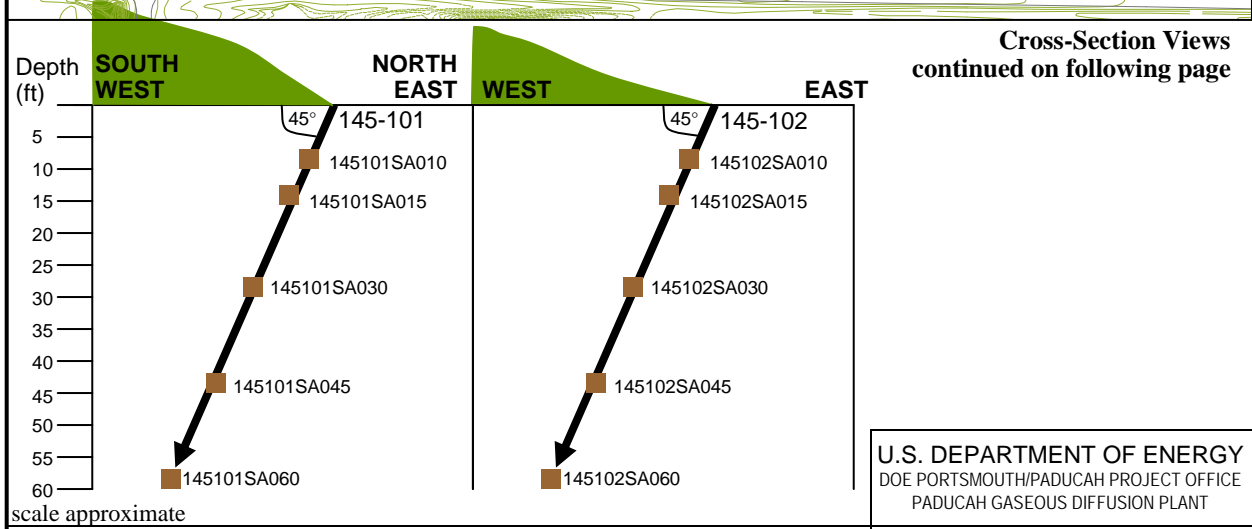 Cross-Section Views
continued on following page
Depth
(ft)
SOUTH
WEST
NORTH
EAST
WEST
EAST
5
10
15
20
25
30
35
40
45
50
55
60
45°
145-101
145101SA010
145101SA015
145101SA030
145101SA045
145101SA060
45°
145-102
145102SA010
145102SA015
145102SA030
145102SA045
145102SA060
scale approximate
U.S. DEPARTMENT OF ENERGY
DOE PORTSMOUTH/PADUCAH PROJECT OFFICE
PADUCAH GASEOUS DIFFUSION PLANT